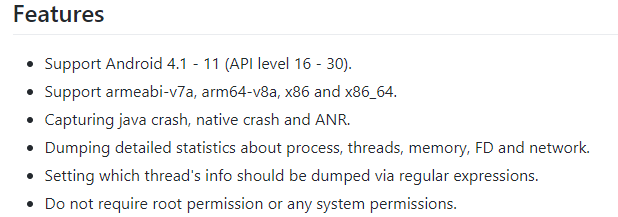 Features
• Support Android 4.1 - 11 (API level 16 - 30).
• Support armeabi-v7a, arm64-v8a, x86 and x86_64.
• Capturing java crash, native crash and ANR.
• Dumping detailed statistics about process, threads, memory, FD and network.
• Setting which thread's info should be dumped via regular expressions.
• Do not require root permission or any system permissions.